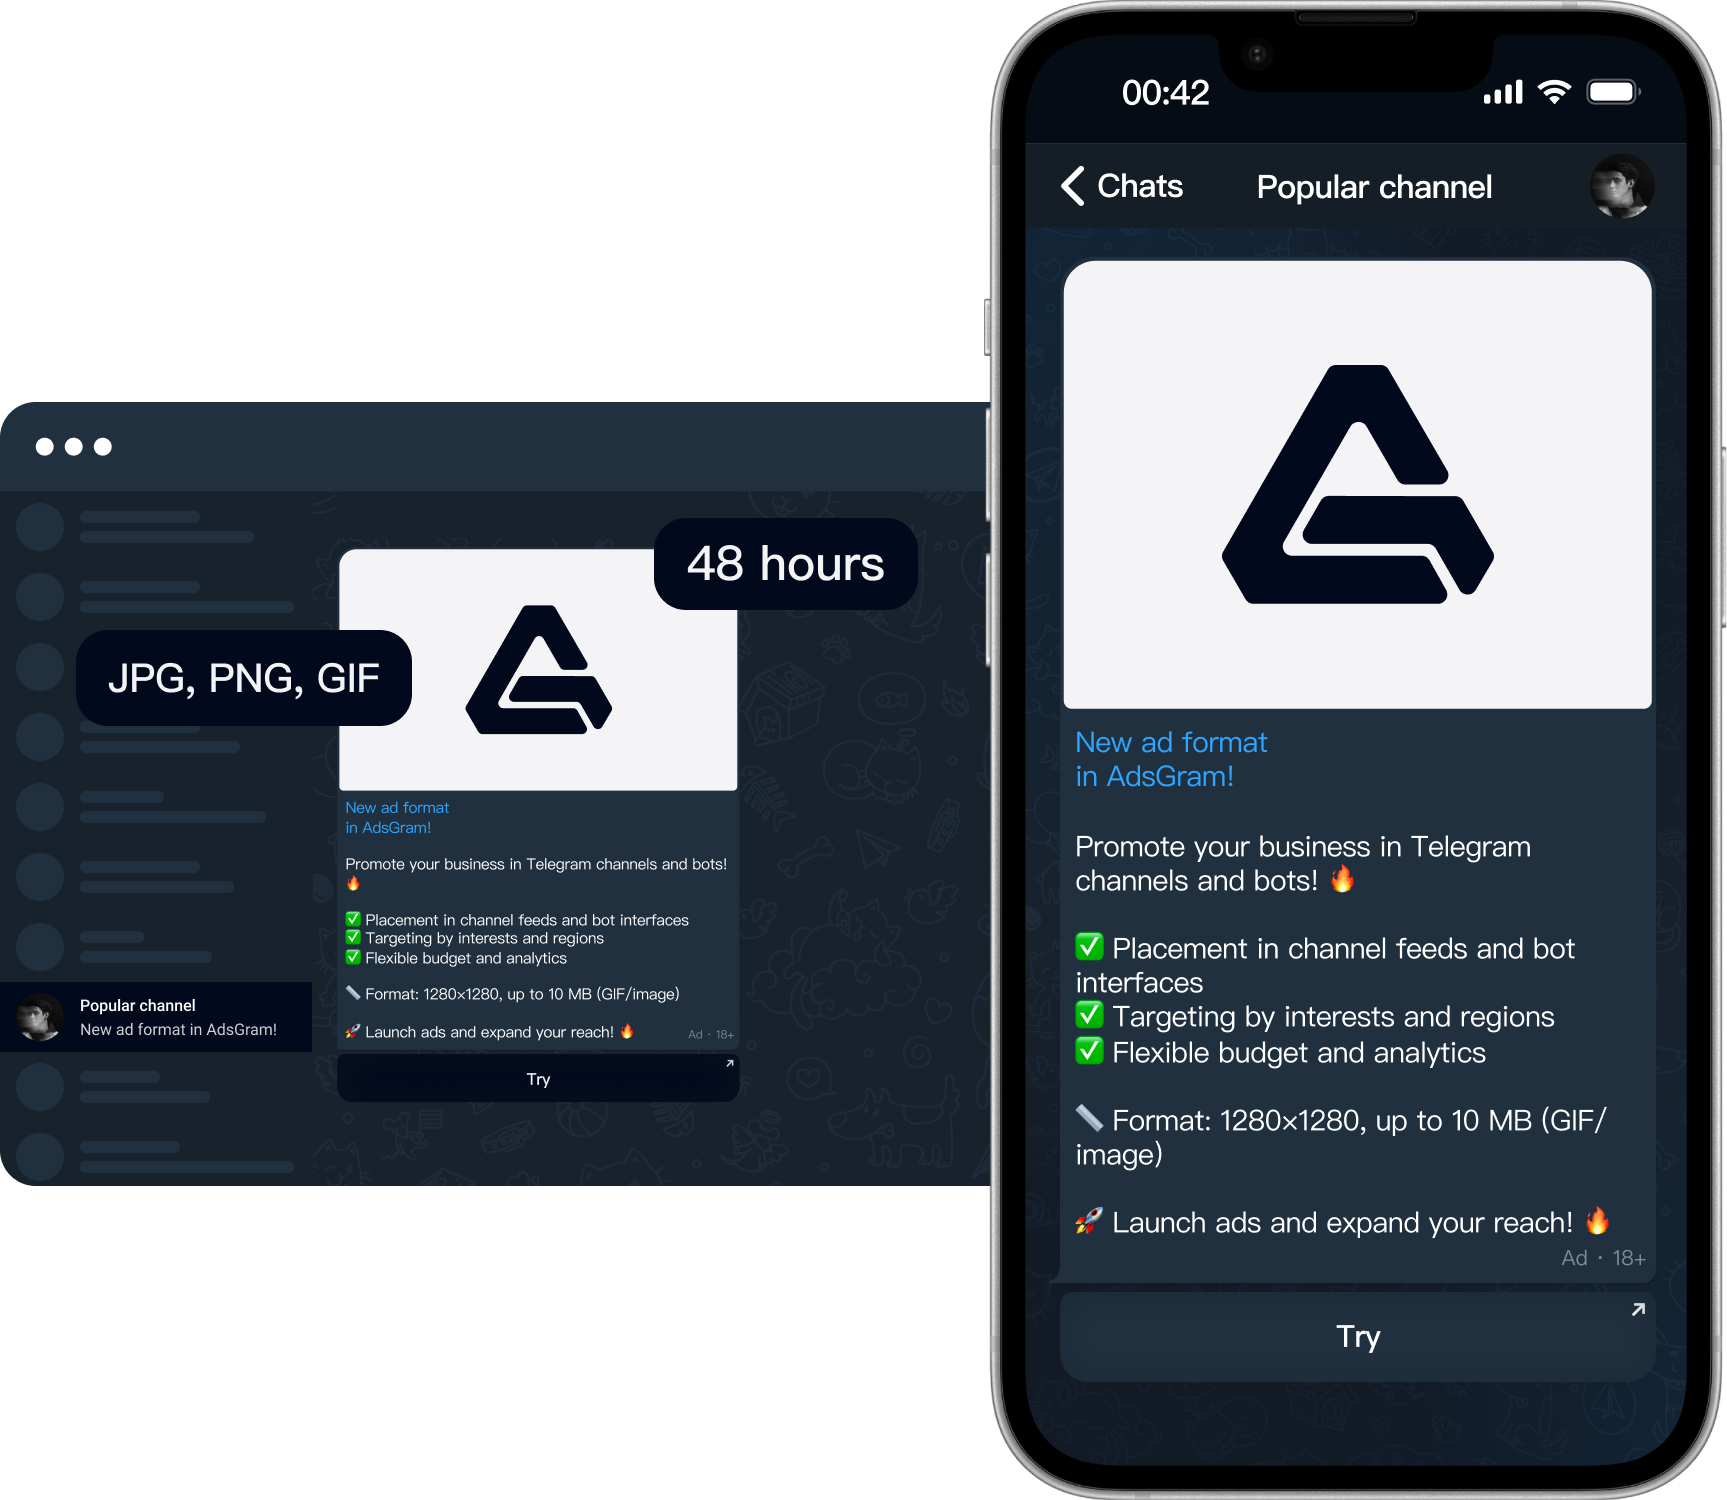 48 hours
JPG, PNG, GIF
New ad format
in AdsGram!
Promote your business in Telegram channels and bots!
🔥
✅ Placement in channel feeds and bot interfaces
✅ Targeting by interests and regions
✅ Flexible budget and analytics
📏 Format: 1280×1280, up to 10 MB (GIF/image)
🚀 Launch ads and expand your reach! 🔥
Ad · 18+
Try
Popular channel
New ad format in AdsGram!
00:42
Chats
Popular channel
New ad format
in AdsGram!
Promote your business in Telegram
channels and bots! 🔥
✅ Placement in channel feeds and bot
interfaces
✅ Targeting by interests and regions
✅ Flexible budget and analytics
📏 Format: 1280×1280, up to 10 MB (GIF/
image)
🚀 Launch ads and expand your reach! 🔥
Ad · 18+
Try